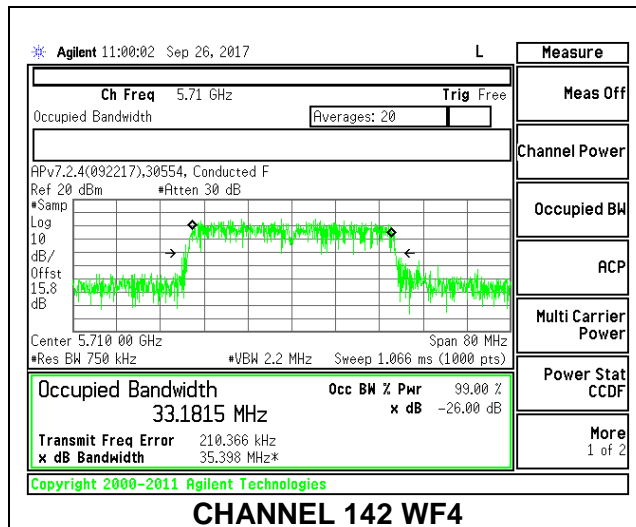 Agilent 11:00:02 Sep 26, 2017 L
Measure
Ch Freq 5.71 GHz Trig Free
Meas Off
Occupied Bandwidth Averages: 20
Channel Power
APv7.2.4(092217),30554, Conducted F
Ref 20 dBm #Atten 30 dB
#Samp
Log
10
dB/
Offst
15.8
dB
Occupied BW
ACP
Center 5.710 00 GHz Span 80 MHz
#Res BW 750 kHz #VBW 2.2 MHz Sweep 1.066 ms (1000 pts)
Multi Carrier
Power
Occupied Bandwidth Occ BW % Pwr 99.00 %
33.1815 MHz x dB -26.00 dB
Power Stat
CCDF
Transmit Freq Error 210.366 kHz
x dB Bandwidth 35.398 MHz*
More
1 of 2
Copyright 2000-2011 Agilent Technologies
CHANNEL 142 WF4